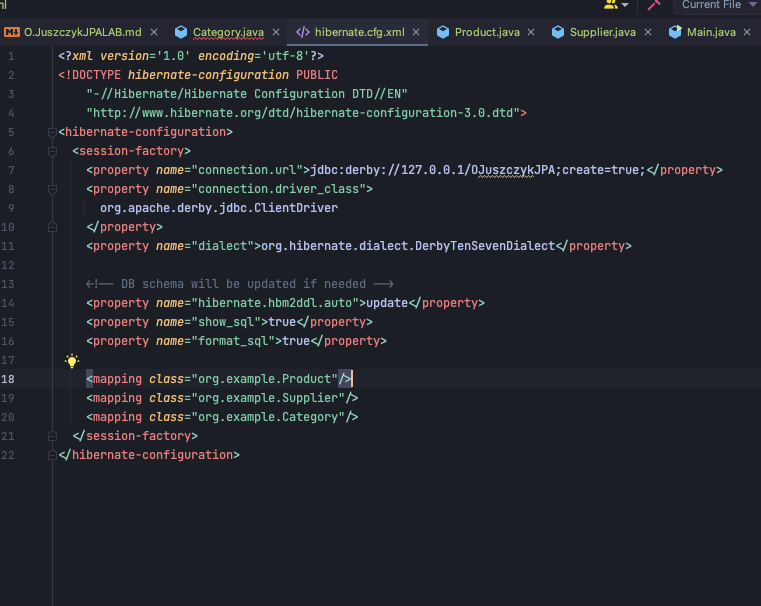 ml
Current File
O.JuszczykJPALAB.md
Category.java
hibernate.cfg.xml
Product.java
Supplier.java
Main.java
1 <?xml version='1.0' encoding='utf-8'?>
2 <!DOCTYPE hibernate-configuration PUBLIC
3 "-//Hibernate/Hibernate Configuration DTD//EN"
4 "http://www.hibernate.org/dtd/hibernate-configuration-3.0.dtd">
5 <hibernate-configuration>
6 <session-factory>
7 <property name="connection.url">jdbc:derby://127.0.0.1/OJuszczykJPA;create=true;</property>
8 <property name="connection.driver_class">
9 org.apache.derby.jdbc.ClientDriver
10 </property>
11 <property name="dialect">org.hibernate.dialect.DerbyTenSevenDialect</property>
12
13 <!-- DB schema will be updated if needed -->
14 <property name="hibernate.hbm2ddl.auto">update</property>
15 <property name="show_sql">true</property>
16 <property name="format_sql">true</property>
17
18 <mapping class="org.example.Product"/>
19 <mapping class="org.example.Supplier"/>
20 <mapping class="org.example.Category"/>
21 </session-factory>
22 </hibernate-configuration>